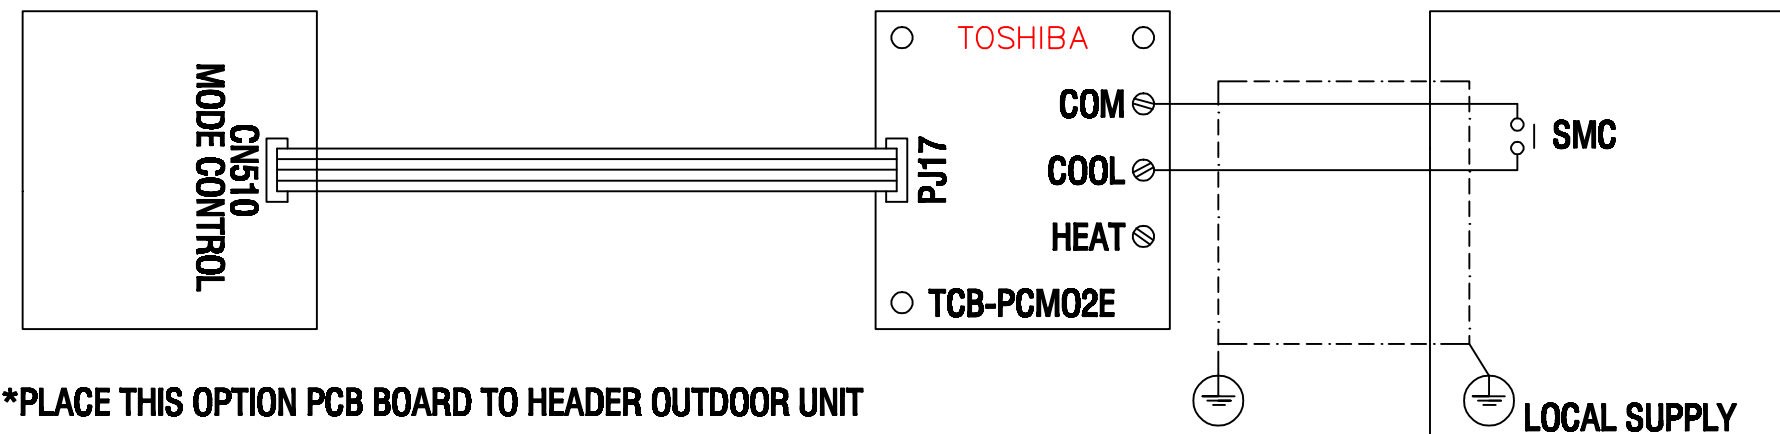 MODE CONTROL
CN510
PJ17
TOSHIBA
COM
COOL
HEAT
TCB-PCMO2E
SMC
*PLACE THIS OPTION PCB BOARD TO HEADER OUTDOOR UNIT
LOCAL SUPPLY